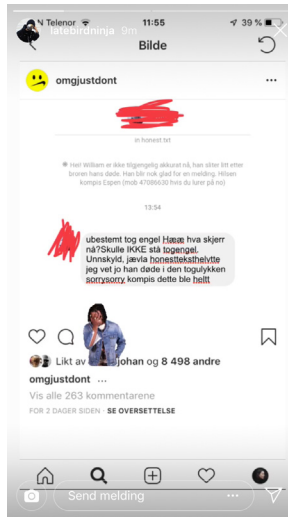 Telenor 11:55 39 %
latebirdninja 9m
Bilde
omgjustdont
in honest.txt
Hei! William er ikke tilgjengelig akkurat nå, han sliter litt etter
broren hans døde. Han blir nok glad for en melding. Hilsen
kompis Espen (mob 47086630 hvis du lurer på no)
13:54
ubestemt tog engel Hææ hva skjerr
nå?Skulle IKKE stå togengel.
Unnskyld, jævla honestteksthelvtte
jeg vet jo han døde i den togulykken
sorrysorry kompis dette ble heltt
Likt av johan og 8 498 andre
omgjustdont ...
Vis alle 263 kommentarene
FOR 2 DAGER SIDEN · SE OVERSETTELSE
Send melding